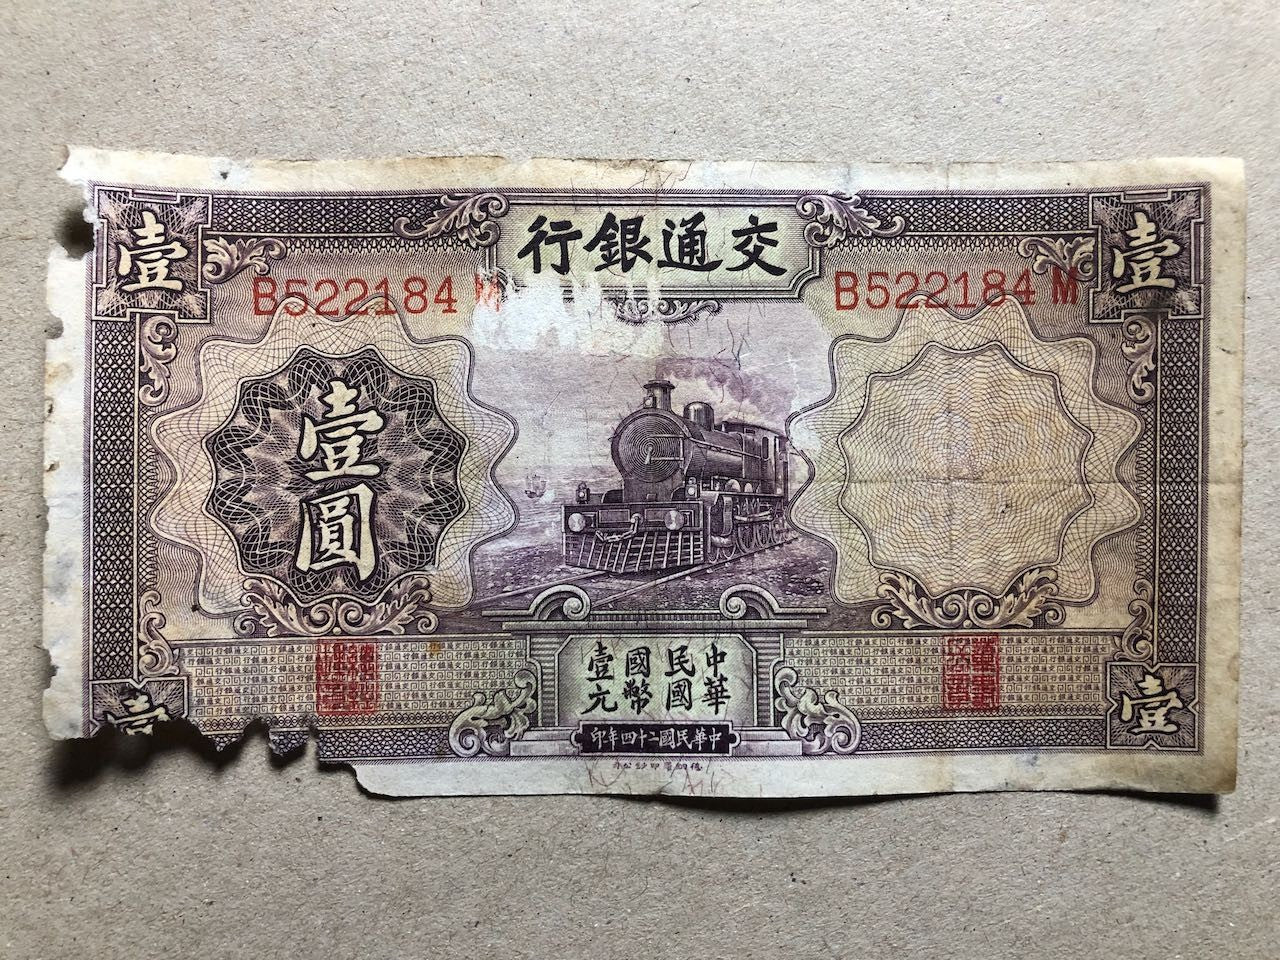 交通銀行
壹
壹
B522184 M
B522184 M
壹圓
中華
民國
國幣
壹元
中華民國二十四年印
壹
壹